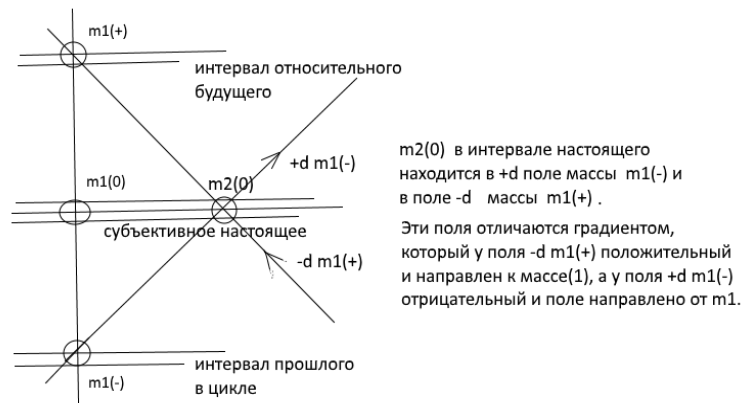 m1(+)
интервал относительного
будущего
+d m1(-)
m1(0)
m2(0)
субъективное настоящее
-d m1(+)
интервал прошлого
в цикле
m1(-)
m2(0) в интервале настоящего
находится в +d поле массы m1(-) и
в поле -d массы m1(+) .
Эти поля отличаются градиентом,
который у поля -d m1(+) положительный
и направлен к массе(1), а у поля +d m1(-)
отрицательный и поле направлено от m1.